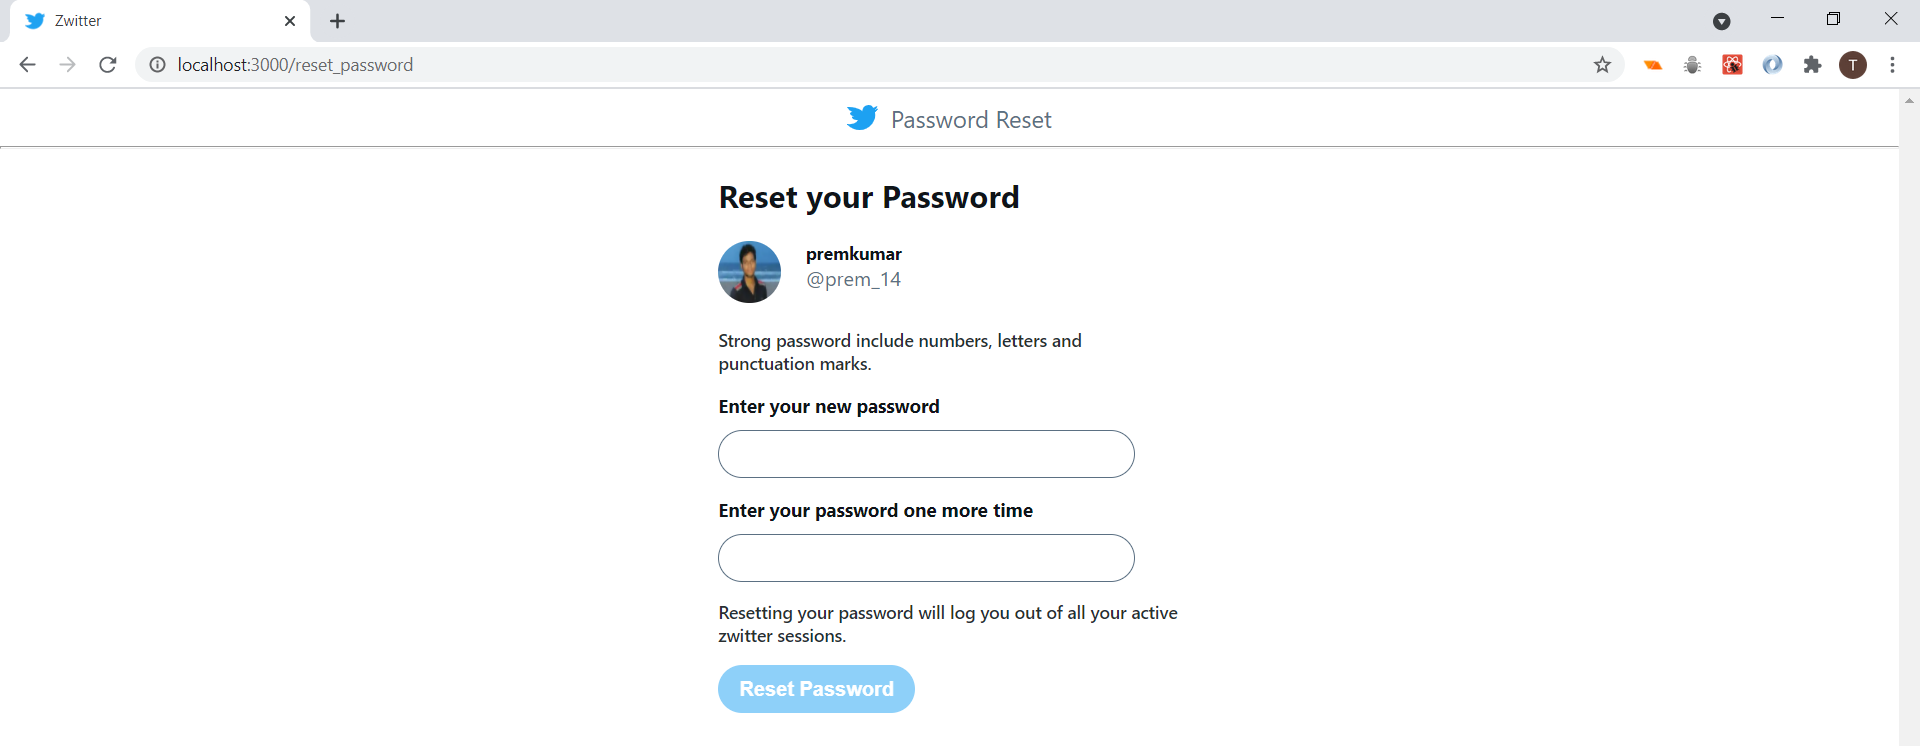 Zwitter
localhost:3000/reset_password
T
Password Reset
Reset your Password
premkumar
@prem_14
Strong password include numbers, letters and
punctuation marks.
Enter your new password
Enter your password one more time
Resetting your password will log you out of all your active
zwitter sessions.
Reset Password